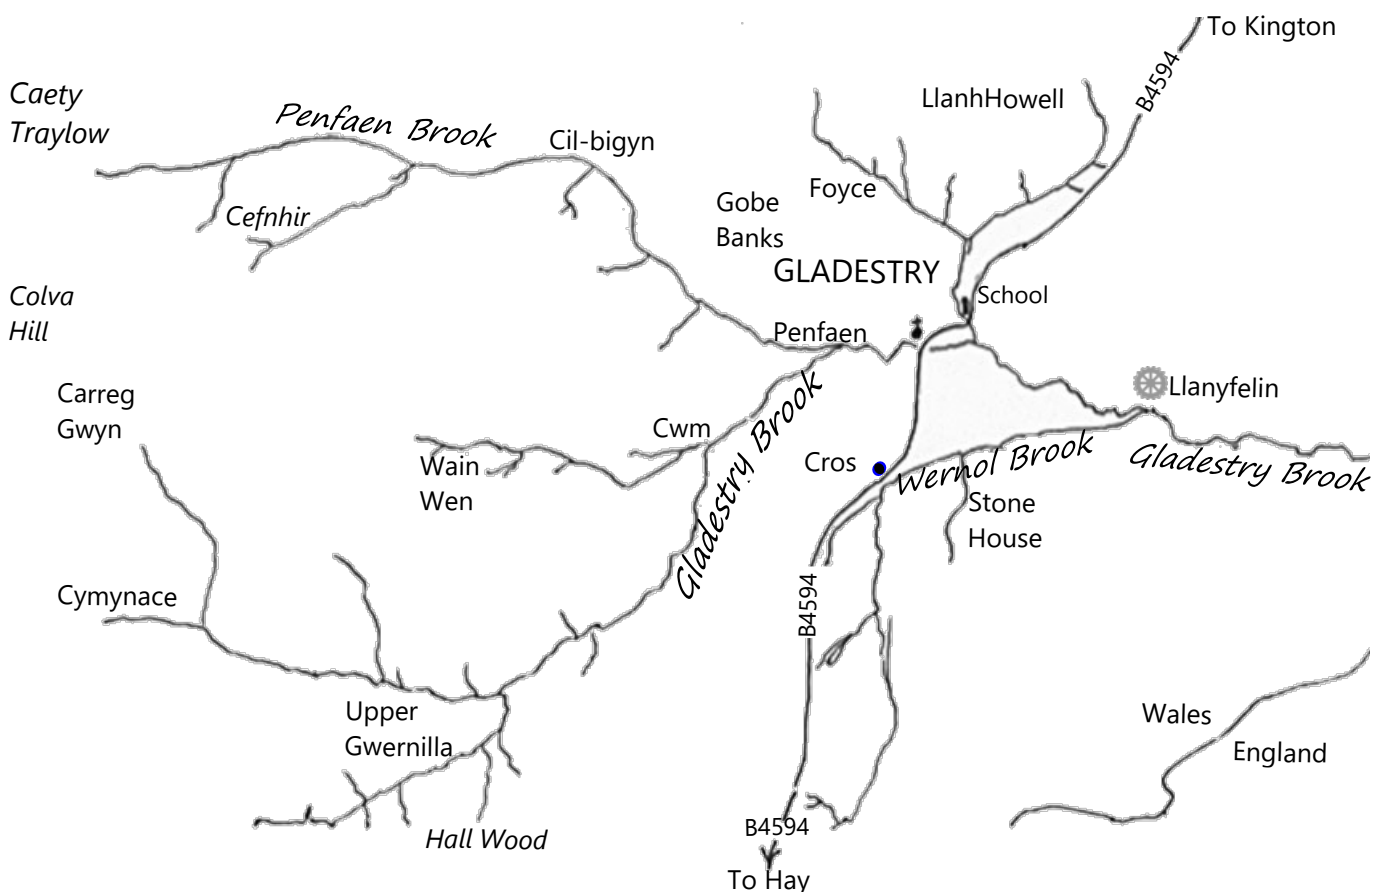 To Kington
B4594
LlanhHowell
Caety
Traylow
Penfaen Brook
Cil-bigyn
Foyce
Gobe
Banks
Cefnhir
GLADESTRY
School
Colva
Hill
Penfaen
Llanyfelin
Carreg
Gwyn
Gladestry Brook
Cwm
Wain
Wen
Cros
Wernol Brook
Gladestry Brook
Stone
House
Cymynace
B4594
Upper
Gwernilla
Wales
England
Hall Wood
B4594
To Hay